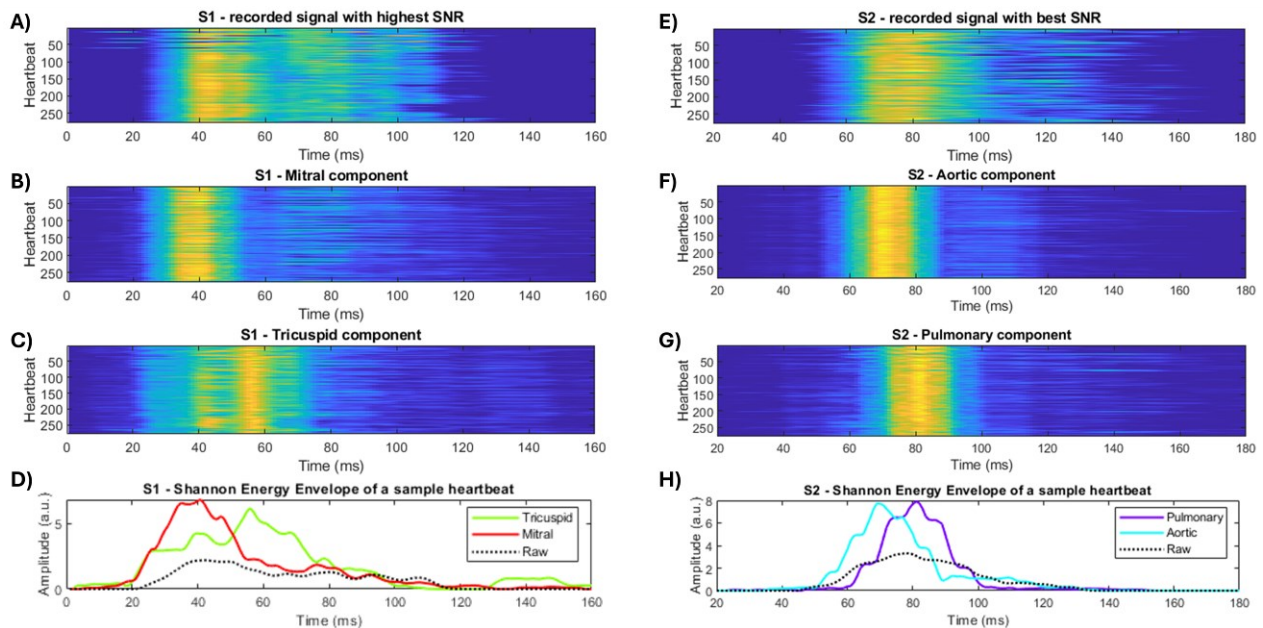 A)
S1 - recorded signal with highest SNR
Heartbeat
50
100
150
200
250
0 20 40 60 80 100 120 140 160
Time (ms)
B)
S1 - Mitral component
Heartbeat
50
100
150
200
250
0 20 40 60 80 100 120 140 160
Time (ms)
C)
S1 - Tricuspid component
Heartbeat
50
100
150
200
250
0 20 40 60 80 100 120 140 160
Time (ms)
D)
S1 - Shannon Energy Envelope of a sample heartbeat
Amplitude (a.u.)
5
0
Tricuspid
Mitral
Raw
0 20 40 60 80 100 120 140 160
Time (ms)
E)
S2 - recorded signal with best SNR
Heartbeat
50
100
150
200
250
20 40 60 80 100 120 140 160 180
Time (ms)
F)
S2 - Aortic component
Heartbeat
50
100
150
200
250
20 40 60 80 100 120 140 160 180
Time (ms)
G)
S2 - Pulmonary component
Heartbeat
50
100
150
200
250
20 40 60 80 100 120 140 160 180
Time (ms)
H)
S2 - Shannon Energy Envelope of a sample heartbeat
Amplitude (a.u.)
8
6
4
2
0
Pulmonary
Aortic
Raw
20 40 60 80 100 120 140 160 180
Time (ms)